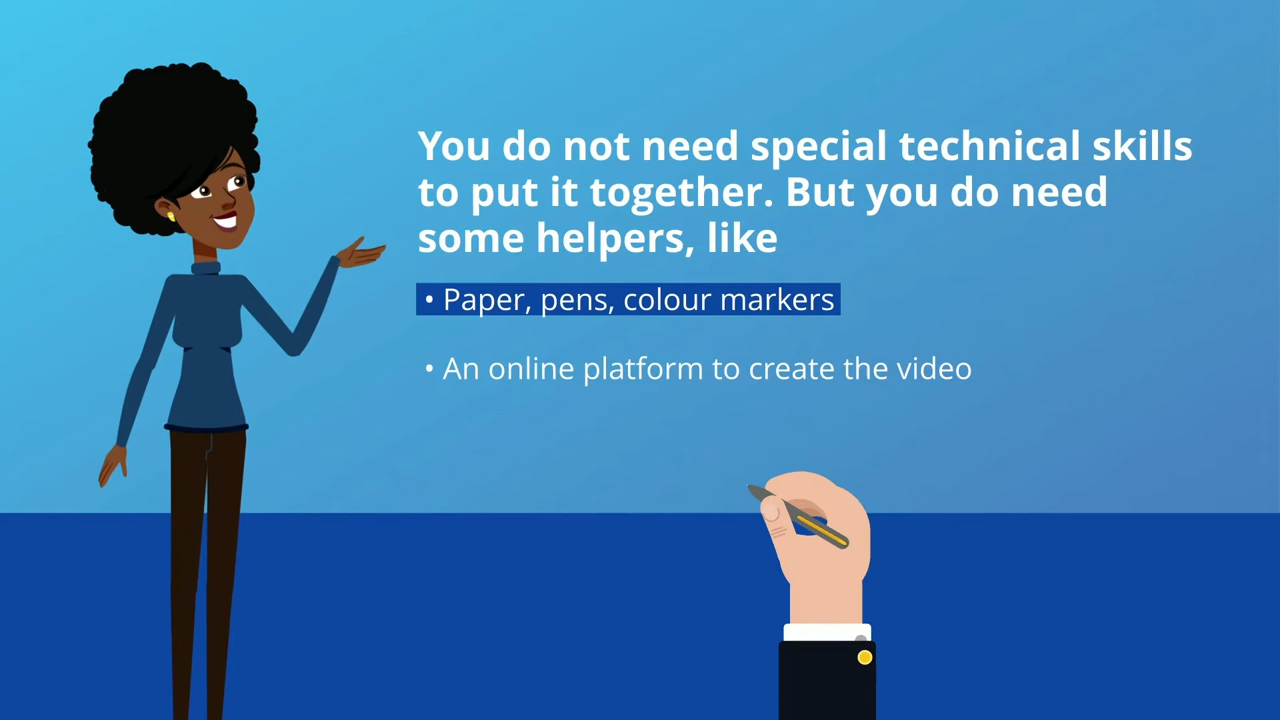 You do not need special technical skills
to put it together. But you do need
some helpers, like
• Paper, pens, colour markers
• An online platform to create the video